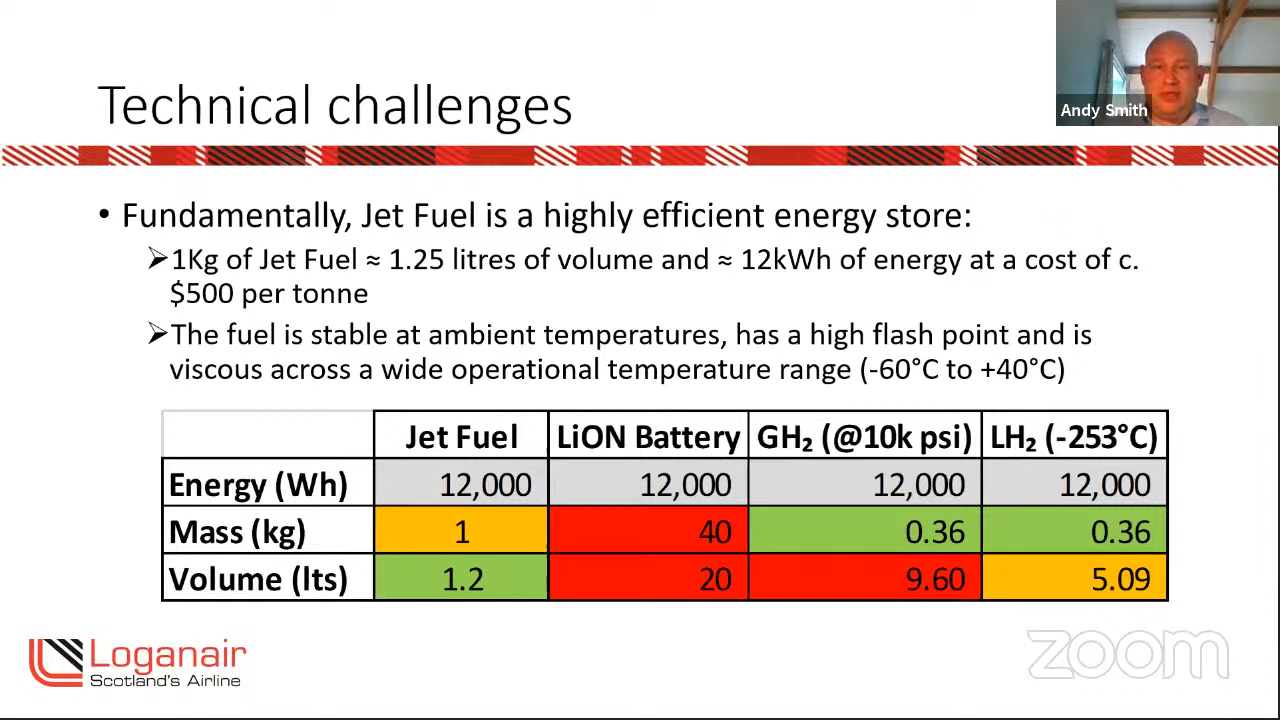 Andy Smith
Technical challenges
• Fundamentally, Jet Fuel is a highly efficient energy store:
➢1Kg of Jet Fuel ≈ 1.25 litres of volume and ≈ 12kWh of energy at a cost of c.
$500 per tonne
➢The fuel is stable at ambient temperatures, has a high flash point and is
viscous across a wide operational temperature range (-60°C to +40°C)
Jet Fuel LiON Battery GH₂ (@10k psi) LH₂ (-253°C)
Energy (Wh) 12,000 12,000 12,000 12,000
Mass (kg) 1 40 0.36 0.36
Volume (lts) 1.2 20 9.60 5.09
Loganair
Scotland's Airline
zoom